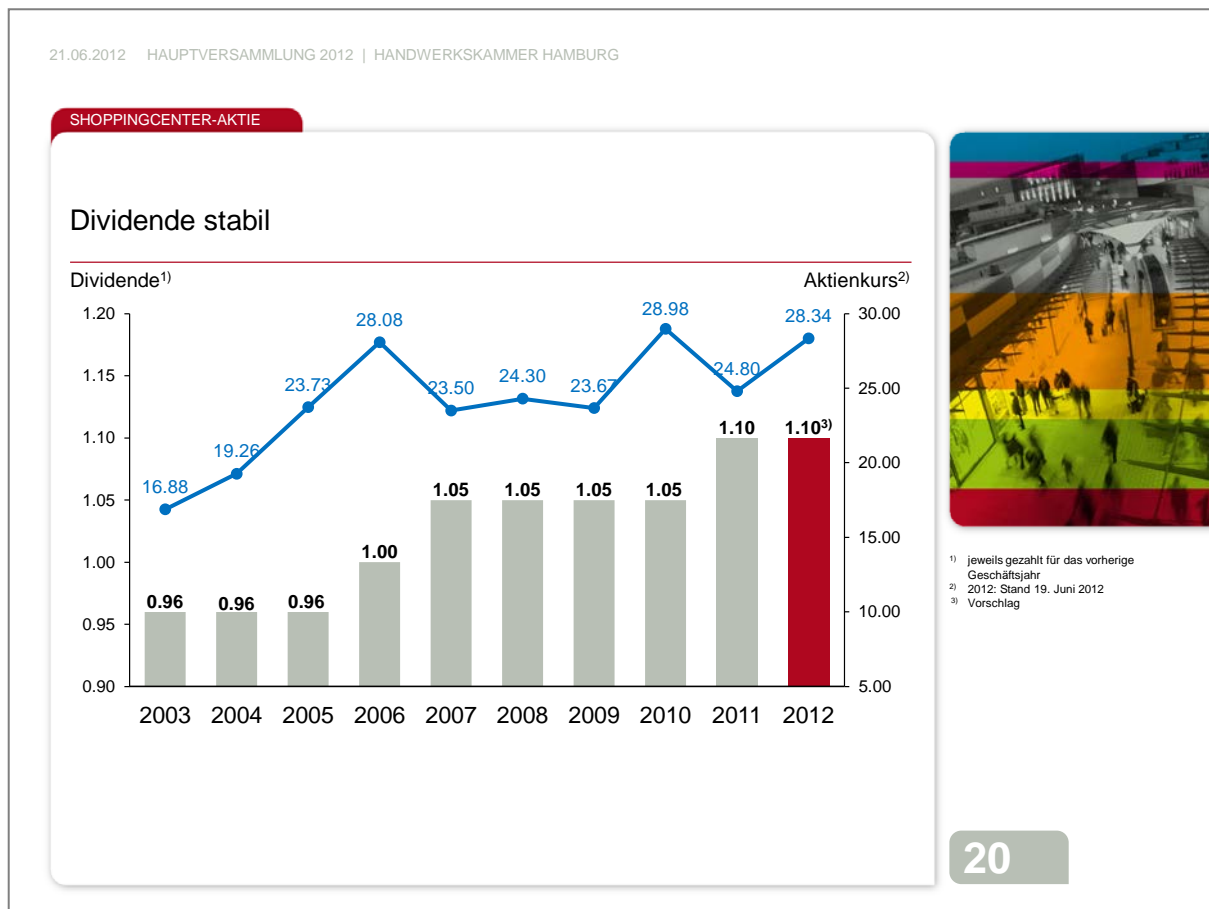 21.06.2012 HAUPTVERSAMMLUNG 2012 | HANDWERKSKAMMER HAMBURG
SHOPPINGCENTER-AKTIE
Dividende stabil
Dividende1) Aktienkurs2)
1.20 28.08 28.98 28.34 30.00
1.15 23.73 23.50 24.30 23.67 24.80 25.00
1.10 19.26 1.10 1.103) 20.00
1.05 16.88 1.05 1.05 1.05 1.05 15.00
1.00 1.00
0.95 0.96 0.96 0.96 10.00
0.90 5.00
2003 2004 2005 2006 2007 2008 2009 2010 2011 2012
1) jeweils gezahlt für das vorherige
Geschäftsjahr
2) 2012: Stand 19. Juni 2012
3) Vorschlag
20